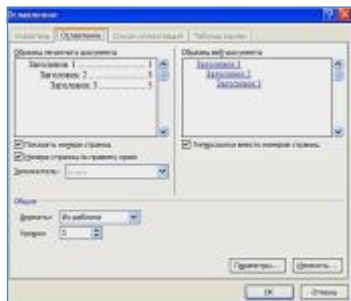 Оглавление
Указатель Оглавление Список иллюстраций Таблица ссылок
Образец печатного документа
Заголовок 1 ........ 1
Заголовок 2 ........ 3
Заголовок 3 ........ 5
Образец веб-документа
Заголовок 1
Заголовок 2
Заголовок 3
Показать номера страниц
Номера страниц по правому краю
Заполнитель: .......
Гиперссылки вместо номеров страниц
Общие
Форматы: Из шаблона
Уровни: 3
Параметры... Изменить...
ОК Отмена